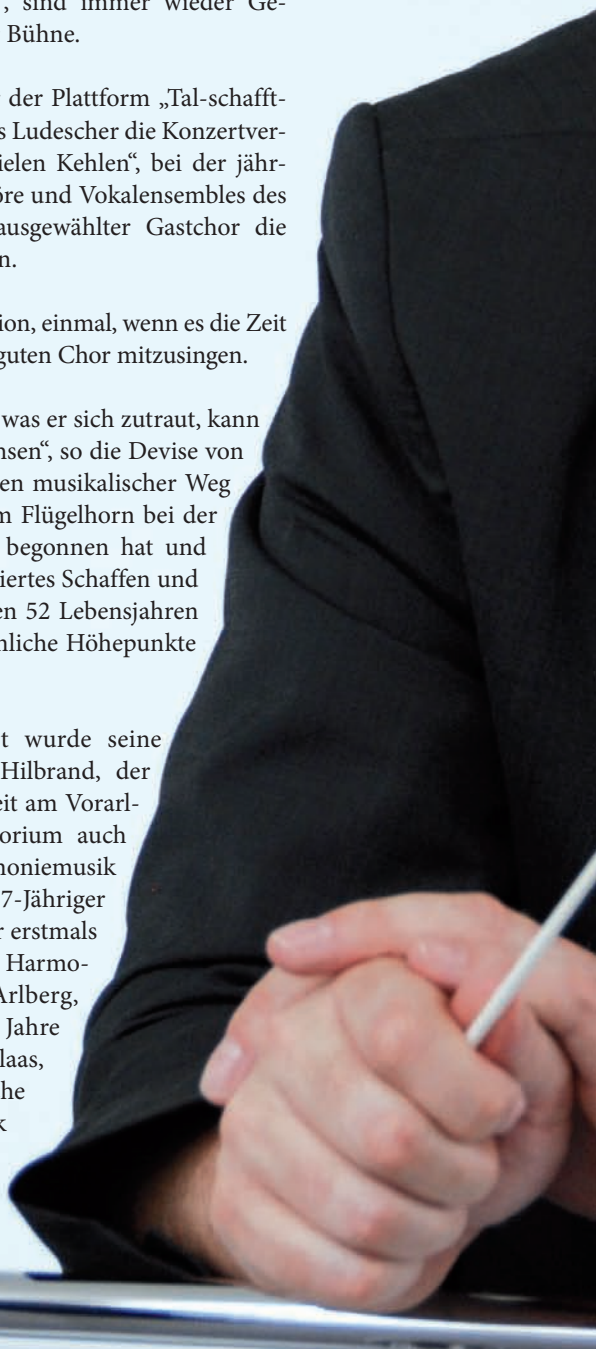 sind immer wieder Ge-
Bühne.
der Plattform „Tal-schafft-
s Ludescher die Konzertver-
ielen Kehlen“, bei der jähr-
öre und Vokalensembles des
ausgewählter Gastchor die
n.
ion, einmal, wenn es die Zeit
guten Chor mitzusingen.
was er sich zutraut, kann
nsen“, so die Devise von
en musikalischer Weg
m Flügelhorn bei der
begonnen hat und
iertes Schaffen und
en 52 Lebensjahren
nliche Höhepunkte
t wurde seine
Hilbrand, der
eit am Vorarl-
orium auch
noniemusik
7-Jähriger
r erstmals
Harmo-
Arlberg,
Jahre
laas,
he
k